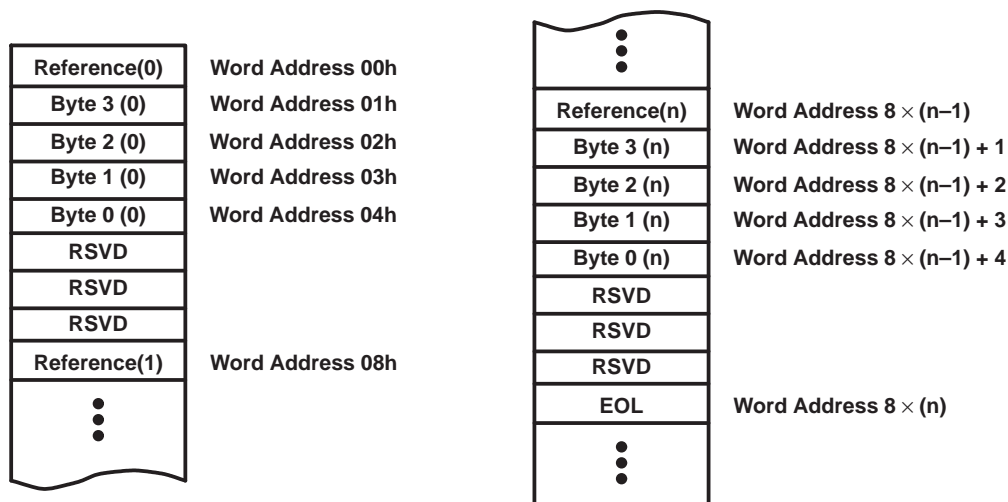 Reference(0) Word Address 00h
Byte 3 (0) Word Address 01h
Byte 2 (0) Word Address 02h
Byte 1 (0) Word Address 03h
Byte 0 (0) Word Address 04h
RSVD
RSVD
RSVD
Reference(1) Word Address 08h
Reference(n) Word Address 8 × (n–1)
Byte 3 (n) Word Address 8 × (n–1) + 1
Byte 2 (n) Word Address 8 × (n–1) + 2
Byte 1 (n) Word Address 8 × (n–1) + 3
Byte 0 (n) Word Address 8 × (n–1) + 4
RSVD
RSVD
RSVD
EOL Word Address 8 × (n)